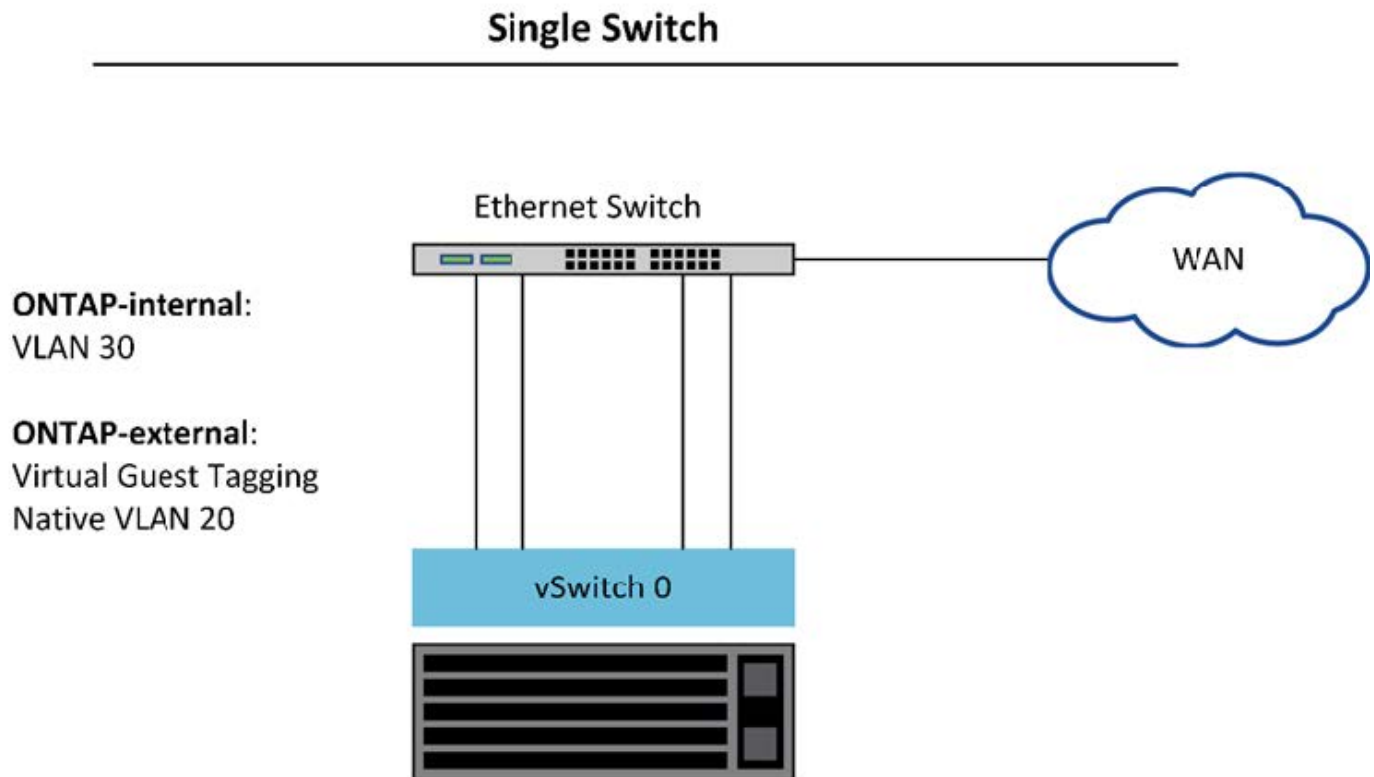 Single Switch
Ethernet Switch
WAN
ONTAP-internal:
VLAN 30
ONTAP-external:
Virtual Guest Tagging
Native VLAN 20
vSwitch 0